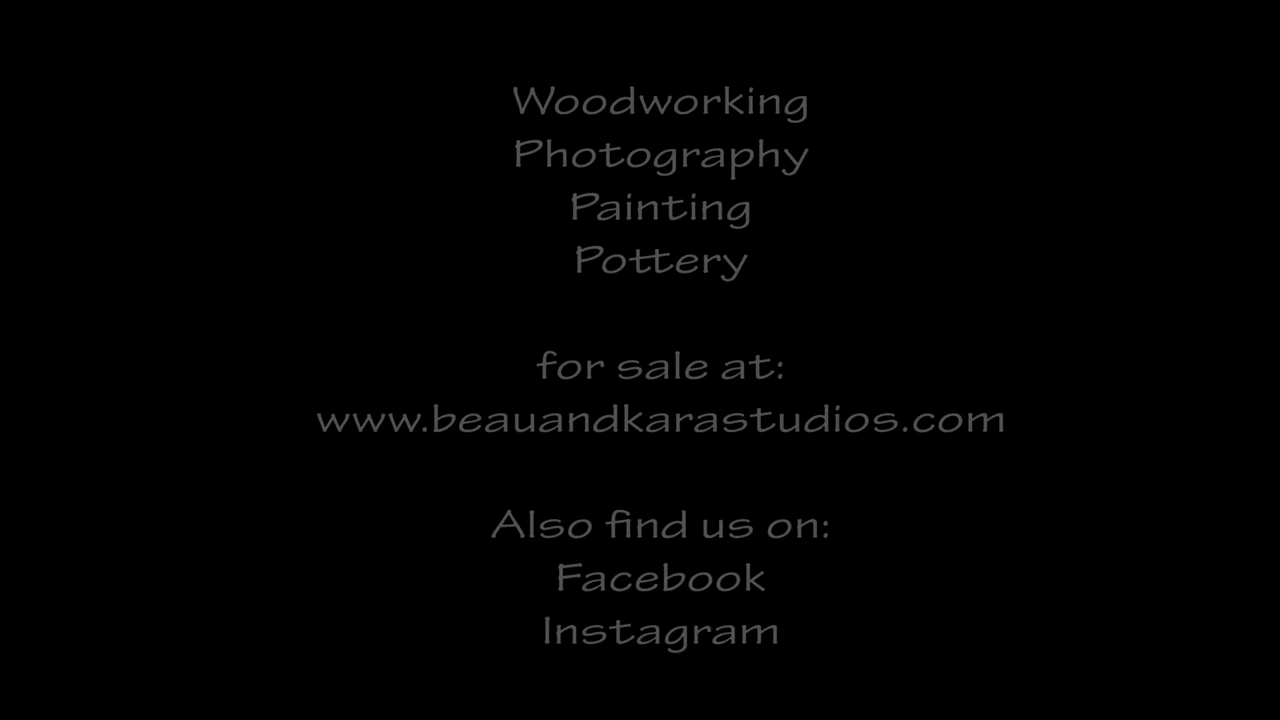 Woodworking
Photography
Painting
Pottery
for sale at:
www.beauandkarastudios.com
Also find us on:
Facebook
Instagram